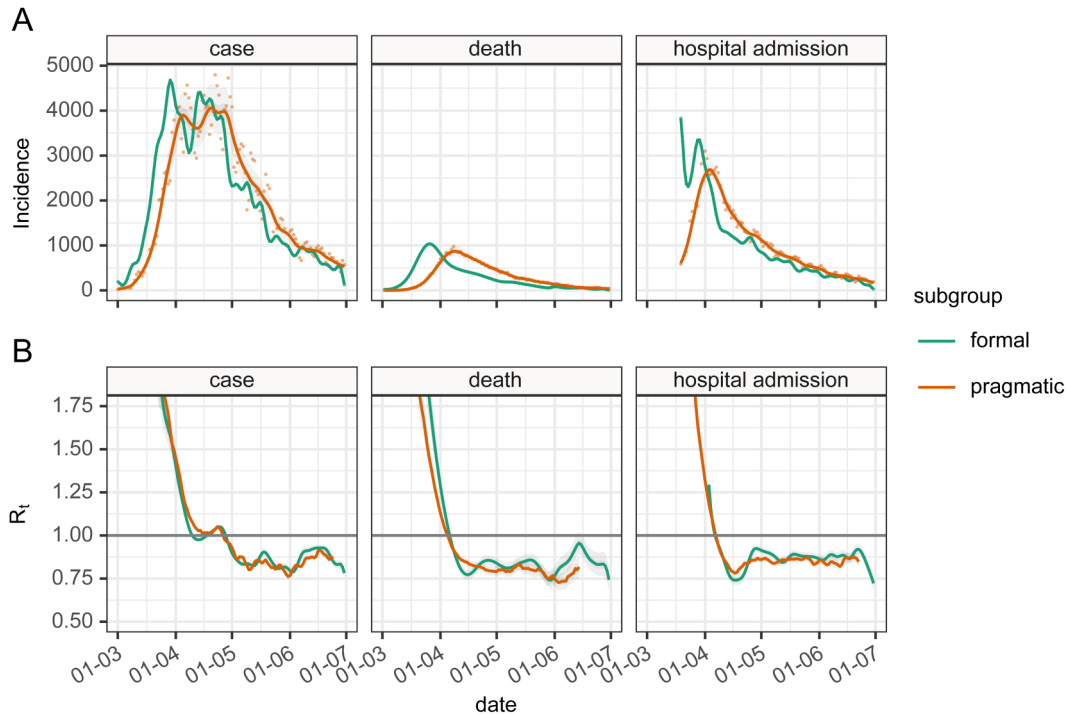 A
case death hospital admission
5000
4000
3000
2000
1000
0
Incidence
B
case death hospital admission
1.75
1.50
1.25
1.00
0.75
0.50
Rt
01-03 01-04 01-05 01-06 01-07 01-03 01-04 01-05 01-06 01-07 01-03 01-04 01-05 01-06 01-07
date
subgroup
formal
pragmatic